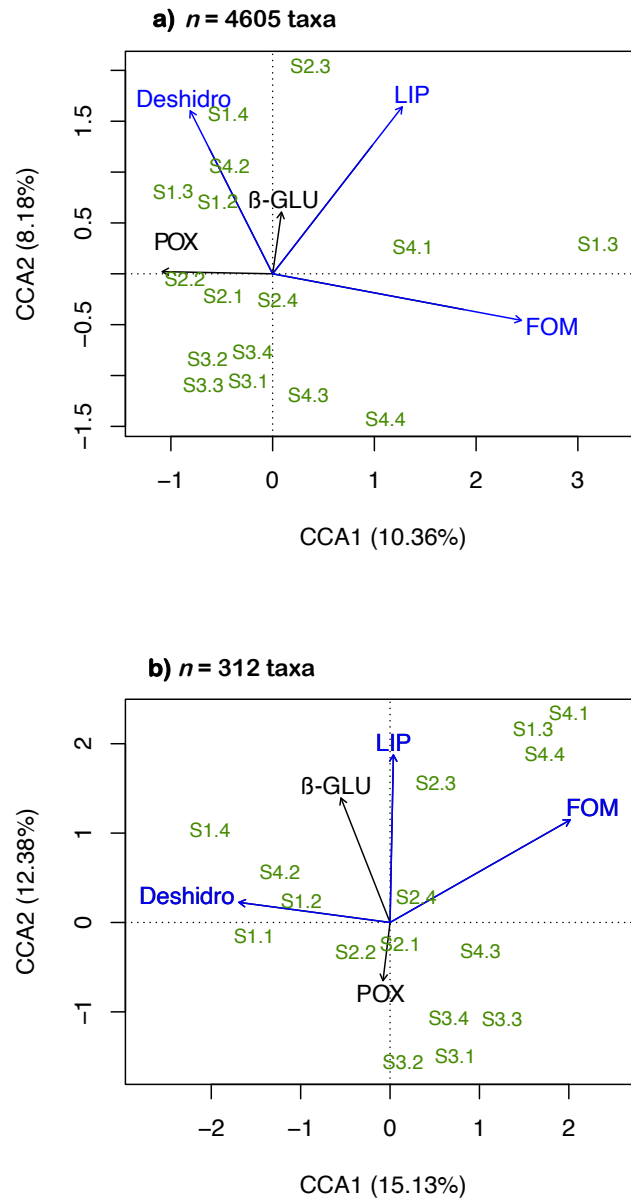 a) n = 4605 taxa
S2.3
Deshidro
LIP
S1.4
S4.2
S1.3
S1.2
ß-GLU
POX
S4.1
S1.3
S2.2
S2.1
S2.4
FOM
S3.2
S3.4
S3.3
S3.1
S4.3
S4.4
1.5
0.5
−0.5
−1.5
CCA2 (8.18%)
−1 0 1 2 3
CCA1 (10.36%)
b) n = 312 taxa
S4.1
S1.3
LIP
S4.4
ß-GLU
S2.3
FOM
S1.4
S4.2
Deshidro
S1.2
S2.4
S1.1
S2.2
S2.1
S4.3
POX
S3.4
S3.3
S3.2
S3.1
2
1
0
−1
CCA2 (12.38%)
−2 −1 0 1 2
CCA1 (15.13%)